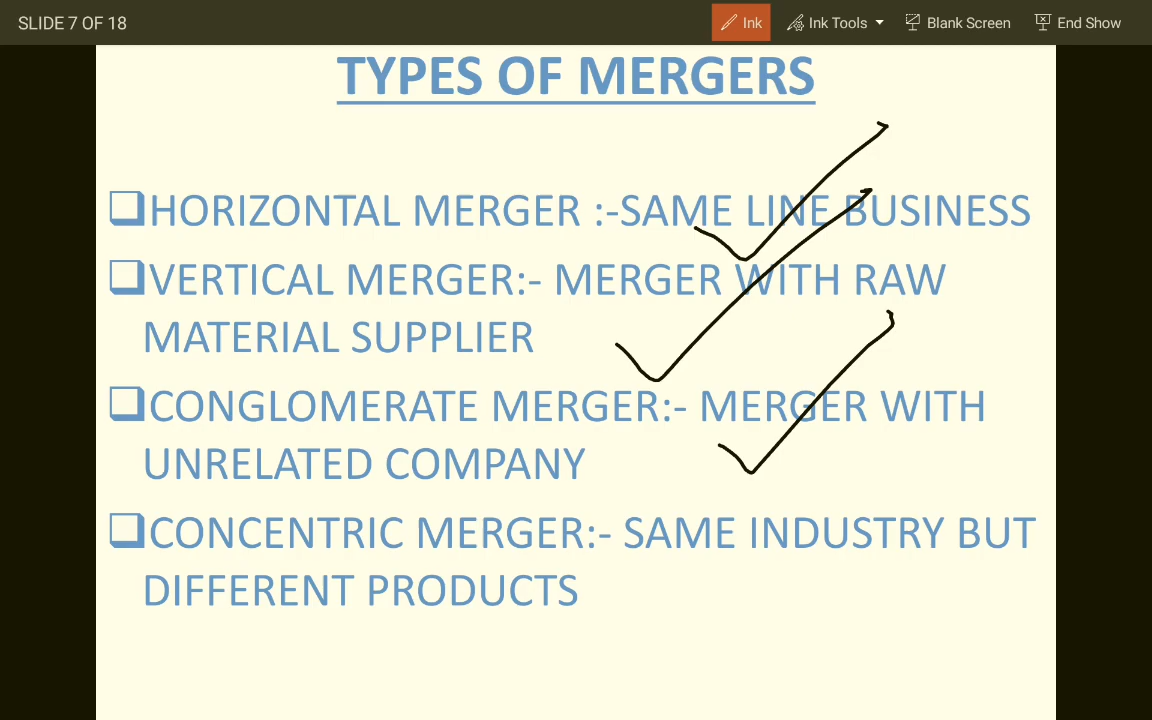 SLIDE 7 OF 18
Ink
Ink Tools
Blank Screen
End Show
TYPES OF MERGERS
HORIZONTAL MERGER :-SAME LINE BUSINESS
VERTICAL MERGER:- MERGER WITH RAW
MATERIAL SUPPLIER
CONGLOMERATE MERGER:- MERGER WITH
UNRELATED COMPANY
CONCENTRIC MERGER:- SAME INDUSTRY BUT
DIFFERENT PRODUCTS